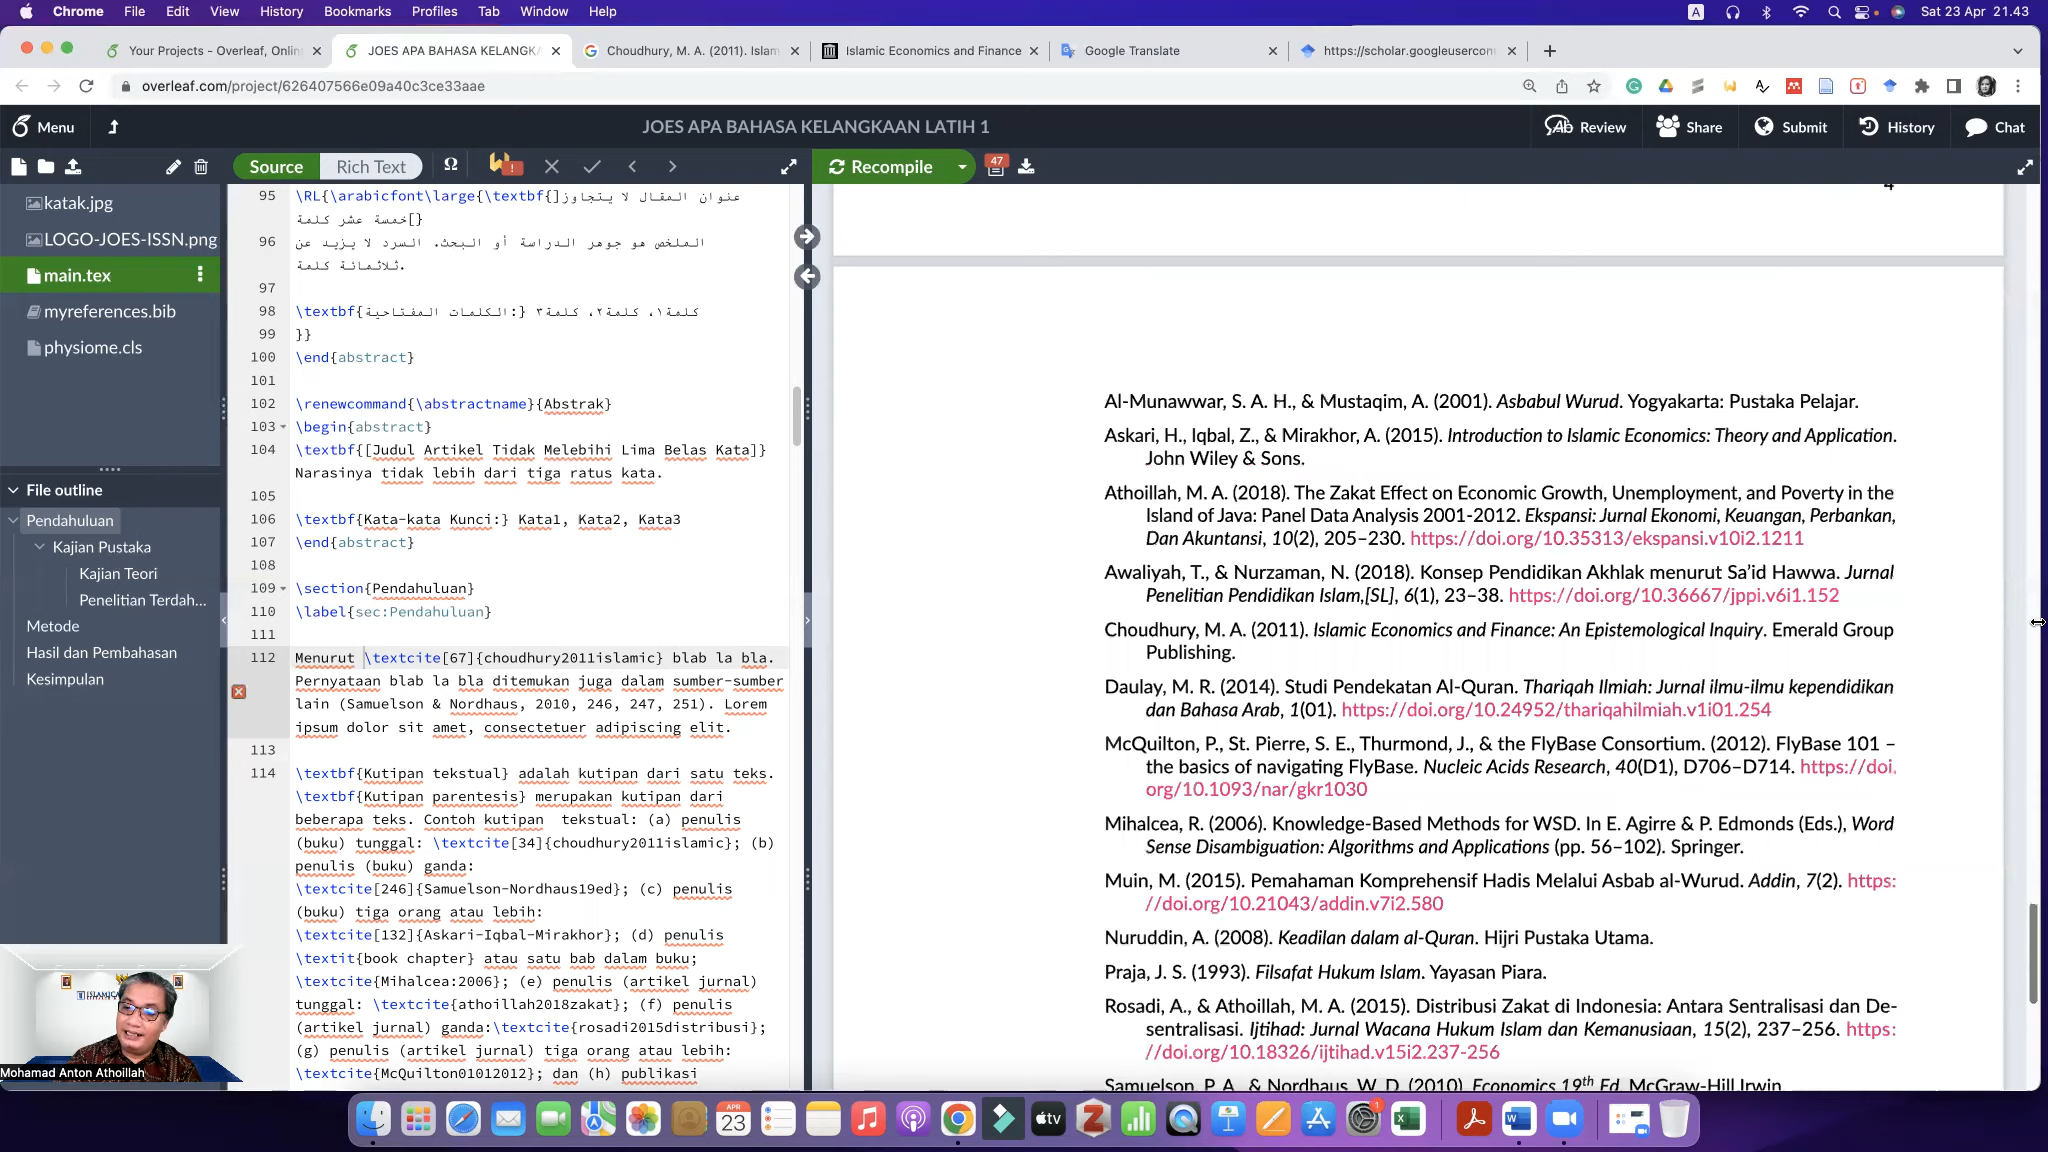 Chrome File Edit View History Bookmarks Profiles Tab Window Help
A Sat 23 Apr 21.43
Your Projects - Overleaf, Onlin
JOES APA BAHASA KELANGKA
Choudhury, M. A. (2011). Islam
Islamic Economics and Finance
Google Translate
https://scholar.googleusercon
overleaf.com/project/626407566e09a40c3ce33aae
Menu
JOES APA BAHASA KELANGKAAN LATIH 1
Review Share Submit History Chat
Source Rich Text Ω
Recompile 47
katak.jpg
LOGO-JOES-ISSN.png
main.tex
myreferences.bib
physiome.cls
File outline
Pendahuluan
Kajian Pustaka
Kajian Teori
Penelitian Terdah...
Metode
Hasil dan Pembahasan
Kesimpulan
Mohamad Anton Athoillah
95 \RL{\arabicfont\large{\textbf{[عنوان المقال لا يتجاوز
خمسة عشر كلمة]}
96 الملخص هو جوهر الدراسة أو البحث. السرد لا يزيد عن
ثلاثمائة كلمة.
97
98 \textbf{الكلمات المفتاحية:} كلمة١، كلمة٢، كلمة٣
99 }}
100 \end{abstract}
101
102 \renewcommand{\abstractname}{Abstrak}
103 \begin{abstract}
104 \textbf{[Judul Artikel Tidak Melebihi Lima Belas Kata]}
Narasinya tidak lebih dari tiga ratus kata.
105
106 \textbf{Kata-kata Kunci:} Kata1, Kata2, Kata3
107 \end{abstract}
108
109 \section{Pendahuluan}
110 \label{sec:Pendahuluan}
111
112 Menurut \textcite[67]{choudhury2011islamic} blab la bla.
Pernyataan blab la bla ditemukan juga dalam sumber-sumber
lain (Samuelson & Nordhaus, 2010, 246, 247, 251). Lorem
ipsum dolor sit amet, consectetuer adipiscing elit.
113
114 \textbf{Kutipan tekstual} adalah kutipan dari satu teks.
\textbf{Kutipan parentesis} merupakan kutipan dari
beberapa teks. Contoh kutipan tekstual: (a) penulis
(buku) tunggal: \textcite[34]{choudhury2011islamic}; (b)
penulis (buku) ganda:
\textcite[246]{Samuelson-Nordhaus19ed}; (c) penulis
(buku) tiga orang atau lebih:
\textcite[132]{Askari-Iqbal-Mirakhor}; (d) penulis
\textit{book chapter} atau satu bab dalam buku;
\textcite{Mihalcea:2006}; (e) penulis (artikel jurnal)
tunggal: \textcite{athoillah2018zakat}; (f) penulis
(artikel jurnal) ganda:\textcite{rosadi2015distribusi};
(g) penulis (artikel jurnal) tiga orang atau lebih:
\textcite{McQuilton01012012}; dan (h) publikasi
4
Al-Munawwar, S. A. H., & Mustaqim, A. (2001). Asbabul Wurud. Yogyakarta: Pustaka Pelajar.
Askari, H., Iqbal, Z., & Mirakhor, A. (2015). Introduction to Islamic Economics: Theory and Application.
John Wiley & Sons.
Athoillah, M. A. (2018). The Zakat Effect on Economic Growth, Unemployment, and Poverty in the
Island of Java: Panel Data Analysis 2001-2012. Ekspansi: Jurnal Ekonomi, Keuangan, Perbankan,
Dan Akuntansi, 10(2), 205–230. https://doi.org/10.35313/ekspansi.v10i2.1211
Awaliyah, T., & Nurzaman, N. (2018). Konsep Pendidikan Akhlak menurut Sa’id Hawwa. Jurnal
Penelitian Pendidikan Islam,[SL], 6(1), 23–38. https://doi.org/10.36667/jppi.v6i1.152
Choudhury, M. A. (2011). Islamic Economics and Finance: An Epistemological Inquiry. Emerald Group
Publishing.
Daulay, M. R. (2014). Studi Pendekatan Al-Quran. Thariqah Ilmiah: Jurnal ilmu-ilmu kependidikan
dan Bahasa Arab, 1(01). https://doi.org/10.24952/thariqahilmiah.v1i01.254
McQuilton, P., St. Pierre, S. E., Thurmond, J., & the FlyBase Consortium. (2012). FlyBase 101 –
the basics of navigating FlyBase. Nucleic Acids Research, 40(D1), D706–D714. https://doi.
org/10.1093/nar/gkr1030
Mihalcea, R. (2006). Knowledge-Based Methods for WSD. In E. Agirre & P. Edmonds (Eds.), Word
Sense Disambiguation: Algorithms and Applications (pp. 56–102). Springer.
Muin, M. (2015). Pemahaman Komprehensif Hadis Melalui Asbab al-Wurud. Addin, 7(2). https:
//doi.org/10.21043/addin.v7i2.580
Nuruddin, A. (2008). Keadilan dalam al-Quran. Hijri Pustaka Utama.
Praja, J. S. (1993). Filsafat Hukum Islam. Yayasan Piara.
Rosadi, A., & Athoillah, M. A. (2015). Distribusi Zakat di Indonesia: Antara Sentralisasi dan De-
sentralisasi. Ijtihad: Jurnal Wacana Hukum Islam dan Kemanusiaan, 15(2), 237–256. https:
//doi.org/10.18326/ijtihad.v15i2.237-256
Samuelson, P. A., & Nordhaus, W. D. (2010). Economics 19th Ed. McGraw-Hill Irwin.
APR
23
tv
1